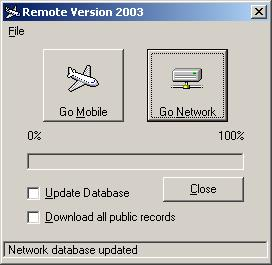 Remote Version 2003
File
Go Mobile
Go Network
0% 100%
Update Database
Close
Download all public records
Network database updated